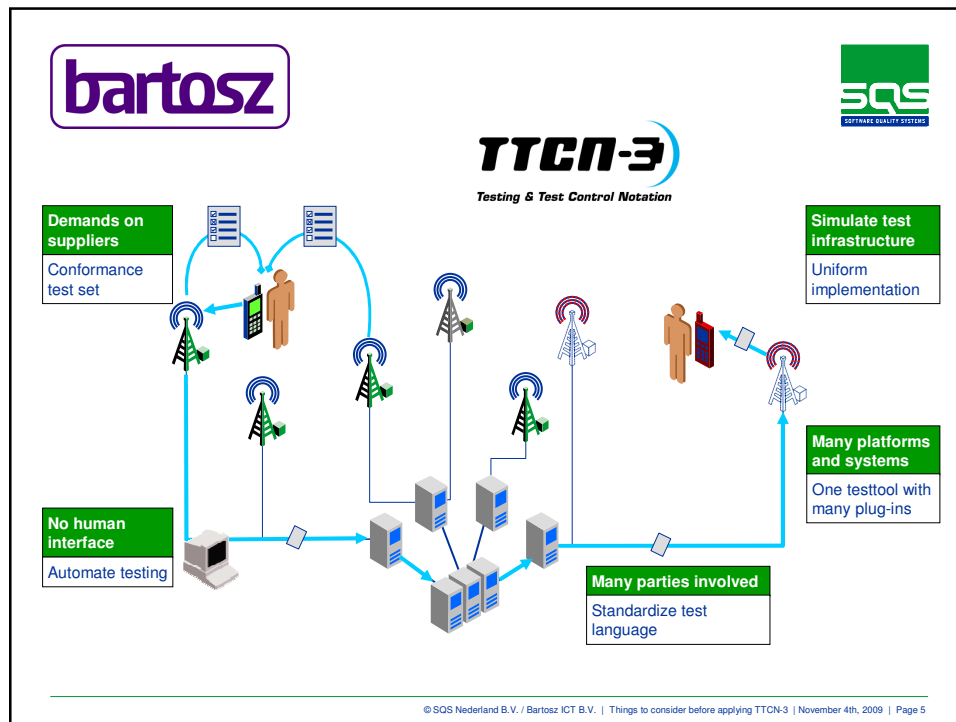 bartosz
SQS
SOFTWARE QUALITY SYSTEMS
TTCN-3
Testing & Test Control Notation
Demands on
suppliers
Conformance
test set
Simulate test
infrastructure
Uniform
implementation
Many platforms
and systems
One testtool with
many plug-ins
No human
interface
Automate testing
Many parties involved
Standardize test
language
© SQS Nederland B.V. / Bartosz ICT B.V. | Things to consider before applying TTCN-3 | November 4th, 2009 | Page 5